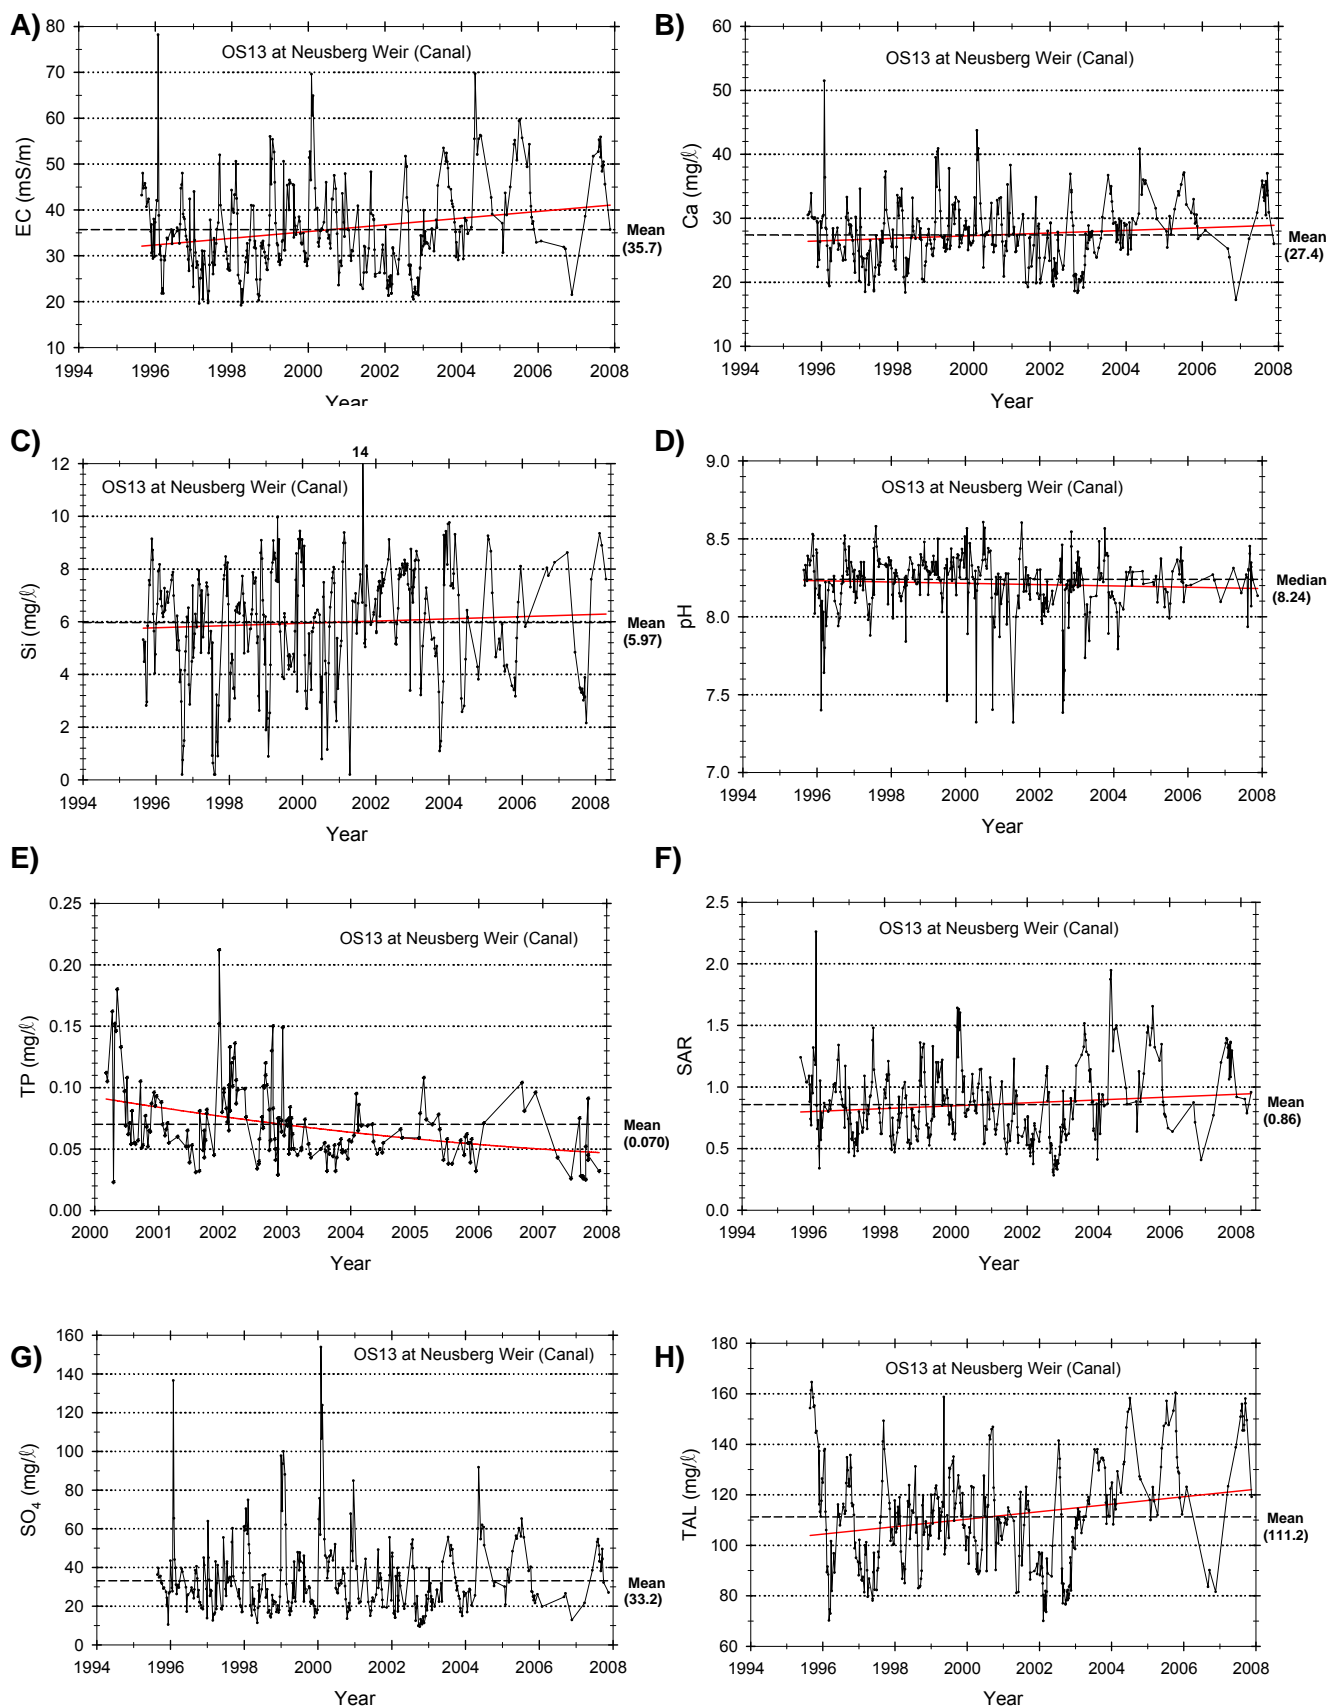 A)
OS13 at Neusberg Weir (Canal)
EC (mS/m)
80
70
60
50
40
30
20
10
Mean
(35.7)
1994 1996 1998 2000 2002 2004 2006 2008
Year
B)
OS13 at Neusberg Weir (Canal)
Ca (mg/ℓ)
60
50
40
30
20
10
Mean
(27.4)
1994 1996 1998 2000 2002 2004 2006 2008
Year
C)
14
OS13 at Neusberg Weir (Canal)
Si (mg/ℓ)
12
10
8
6
4
2
0
Mean
(5.97)
1994 1996 1998 2000 2002 2004 2006 2008
Year
D)
OS13 at Neusberg Weir (Canal)
pH
9.0
8.5
8.0
7.5
7.0
Median
(8.24)
1994 1996 1998 2000 2002 2004 2006 2008
Year
E)
OS13 at Neusberg Weir (Canal)
TP (mg/ℓ)
0.25
0.20
0.15
0.10
0.05
0.00
Mean
(0.070)
2000 2001 2002 2003 2004 2005 2006 2007 2008
Year
F)
OS13 at Neusberg Weir (Canal)
SAR
2.5
2.0
1.5
1.0
0.5
0.0
Mean
(0.86)
1994 1996 1998 2000 2002 2004 2006 2008
Year
G)
OS13 at Neusberg Weir (Canal)
SO4 (mg/ℓ)
160
140
120
100
80
60
40
20
0
Mean
(33.2)
1994 1996 1998 2000 2002 2004 2006 2008
Year
H)
OS13 at Neusberg Weir (Canal)
TAL (mg/ℓ)
180
160
140
120
100
80
60
Mean
(111.2)
1994 1996 1998 2000 2002 2004 2006 2008
Year